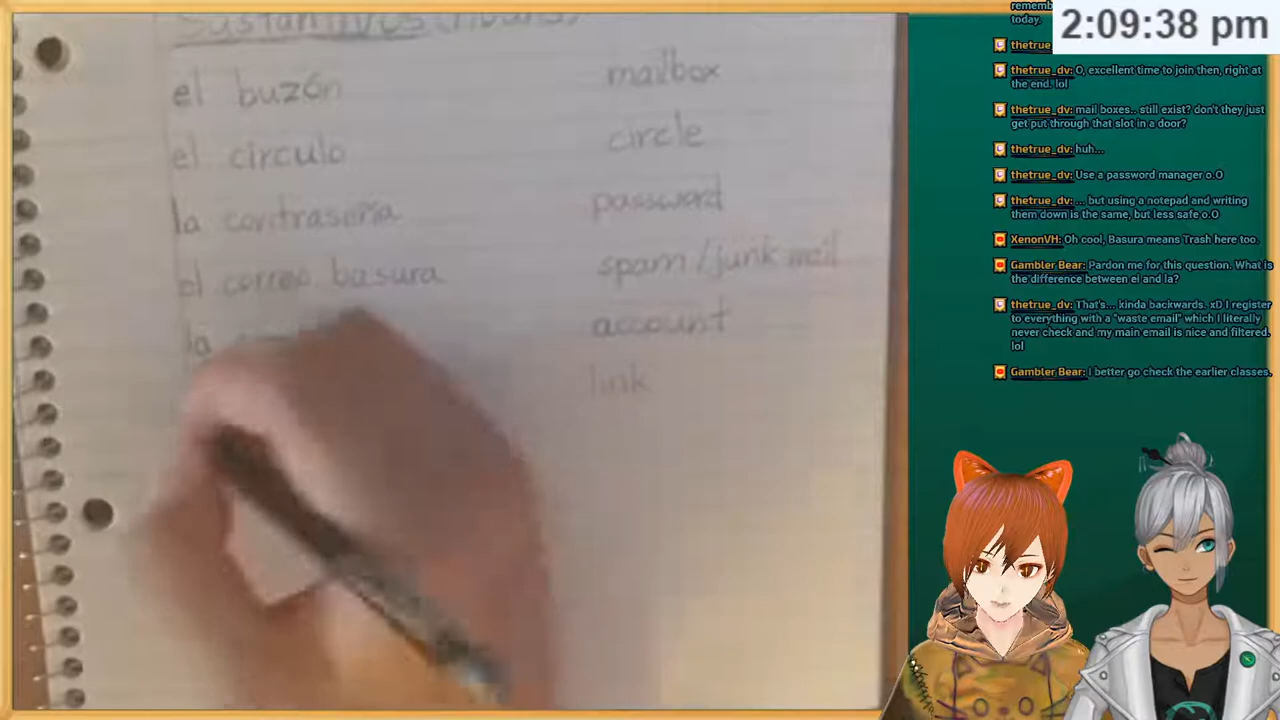 Sustantivos (nouns)
el buzón mailbox
el círculo circle
la contraseña password
el correo basura spam/junk mail
la account
link
rememb
today.
2:09:38 pm
thetrue_
thetrue_dv: O, excellent time to join then, right at
the end. lol
thetrue_dv: mail boxes.. still exist? don't they just
get put through that slot in a door?
thetrue_dv: huh...
thetrue_dv: Use a password manager o.O
thetrue_dv: ... but using a notepad and writing
them down is the same, but less safe o.O
XenonVH: Oh cool, Basura means Trash here too.
Gambler Bear: Pardon me for this question. What is
the difference between el and la?
thetrue_dv: That's... kinda backwards. xD I register
to everything with a "waste email" which I literally
never check and my main email is nice and filtered.
lol
Gambler Bear: I better go check the earlier classes.